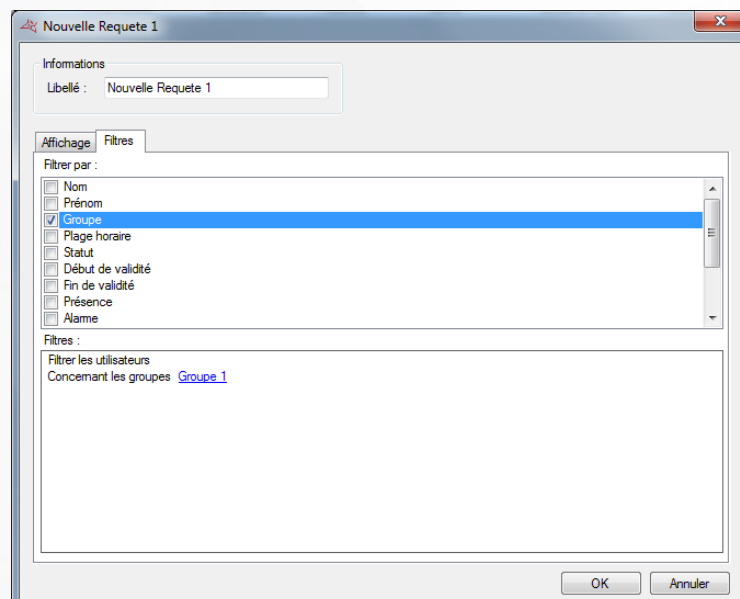 Nouvelle Requete 1
Informations
Libellé : Nouvelle Requete 1
Affichage Filtres
Filtrer par :
Nom
Prénom
Groupe
Plage horaire
Statut
Début de validité
Fin de validité
Présence
Alarme
Filtres :
Filtrer les utilisateurs
Concernant les groupes Groupe 1
OK Annuler